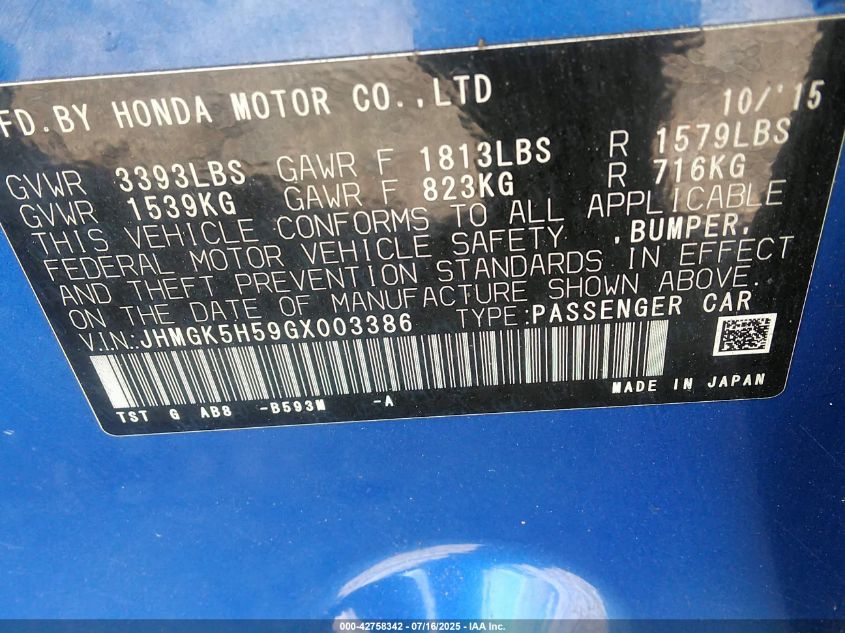 FD. BY HONDA MOTOR CO.,LTD 10/'15
GVWR 3393LBS GAWR F 1813LBS R 1579LBS
GVWR 1539KG GAWR F 823KG R 716KG
THIS VEHICLE CONFORMS TO ALL APPLICABLE
FEDERAL MOTOR VEHICLE SAFETY ,BUMPER,
AND THEFT PREVENTION STANDARDS IN EFFECT
ON THE DATE OF MANUFACTURE SHOWN ABOVE.
V.I.N:JHMGK5H59GX003386 TYPE:PASSENGER CAR
MADE IN JAPAN
TST G AB8 -B593M -A
000-42758342 - 07/16/2025 - IAA Inc.